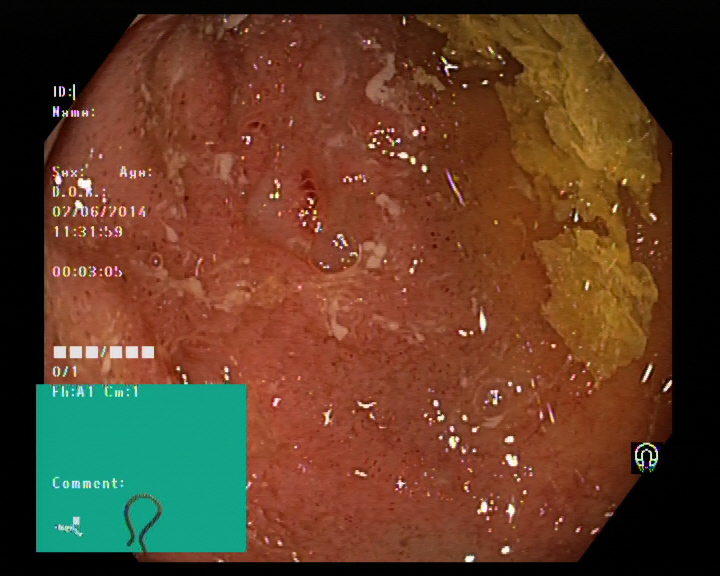 ID:
Name:
Sex: Age:
D.O.B.:
02/06/2014
11:31:59
00:03:05
0/1
Ph:A1 Cm:1
Comment: